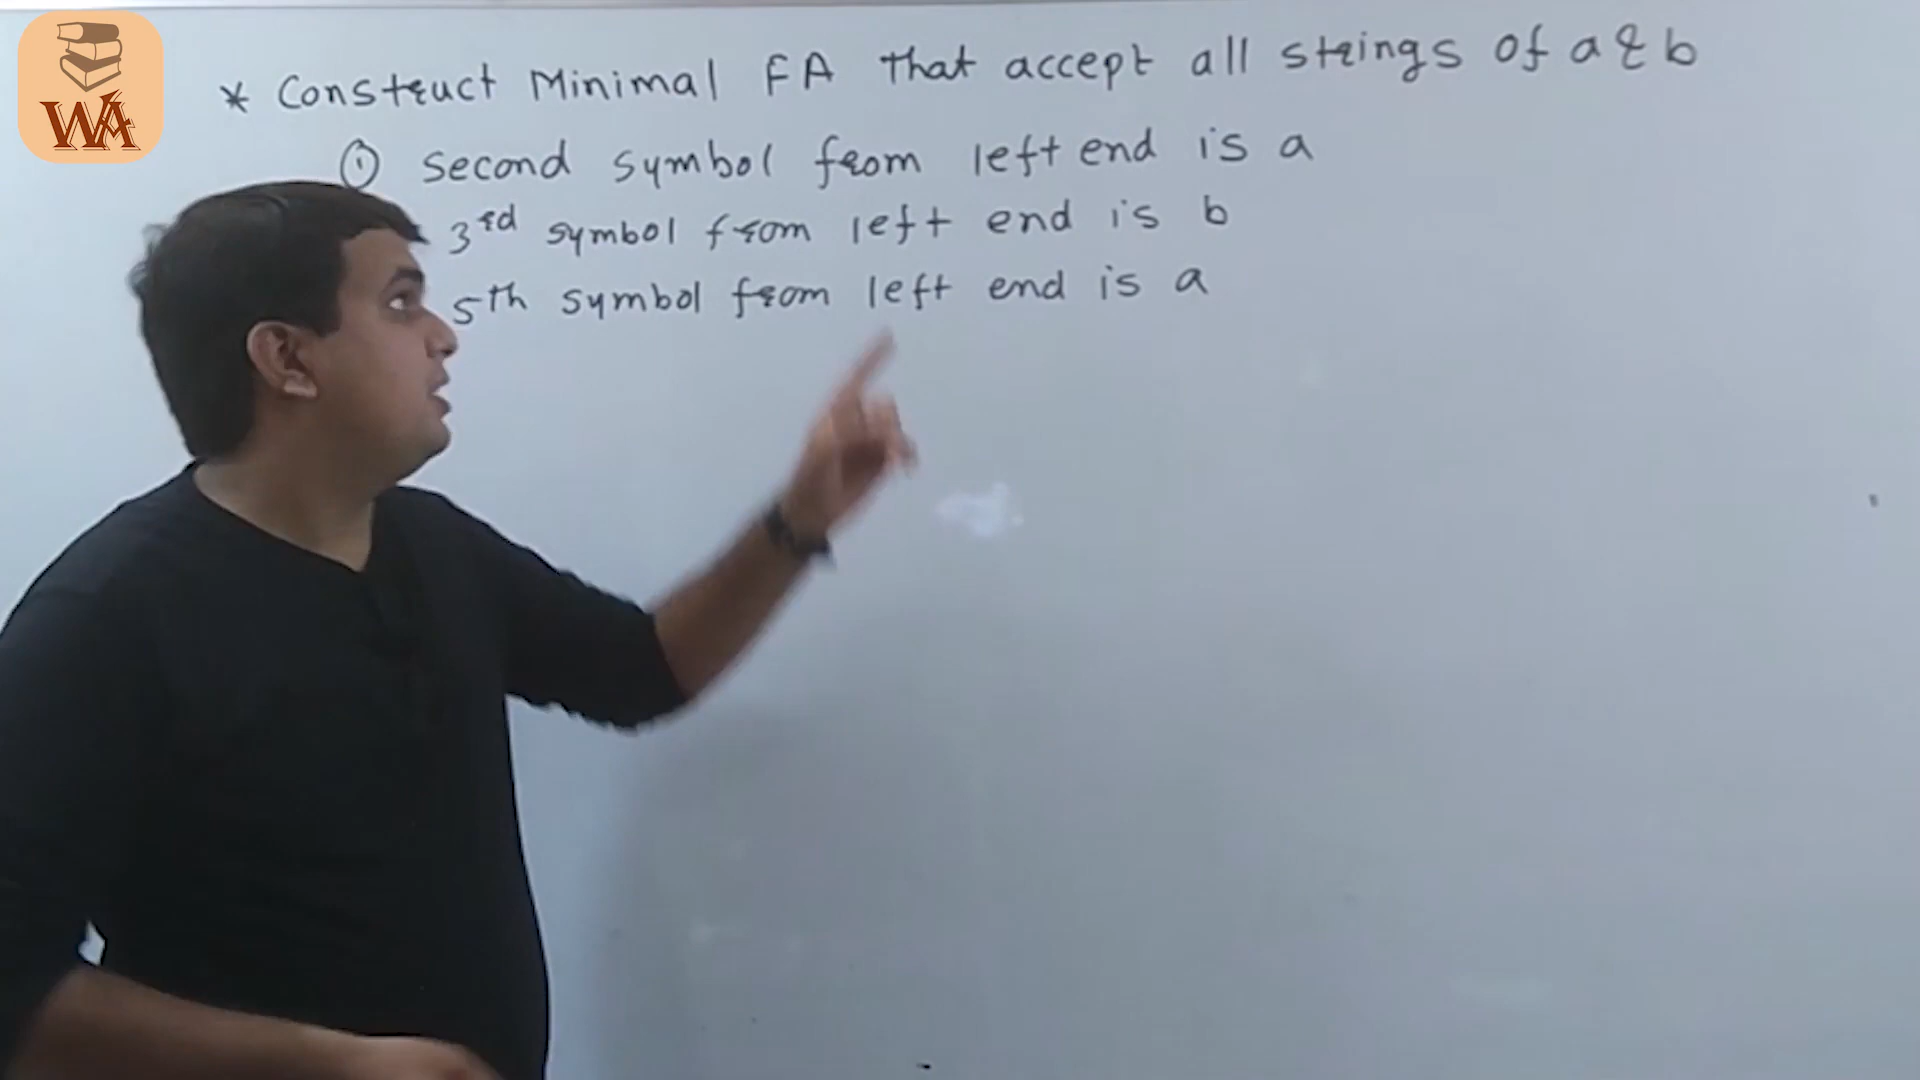 WA
* Construct Minimal FA that accept all strings of a & b
① second symbol from left end is a
3rd symbol from left end is b
5th symbol from left end is a